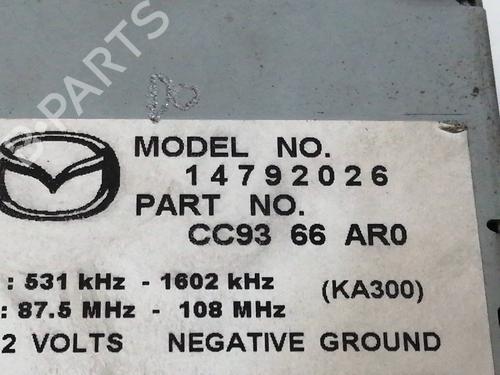 B-PARTS
MODEL NO.
14792026
PART NO.
CC93 66 AR0
: 531 kHz - 1602 kHz (KA300)
: 87.5 MHz - 108 MHz
2 VOLTS NEGATIVE GROUND